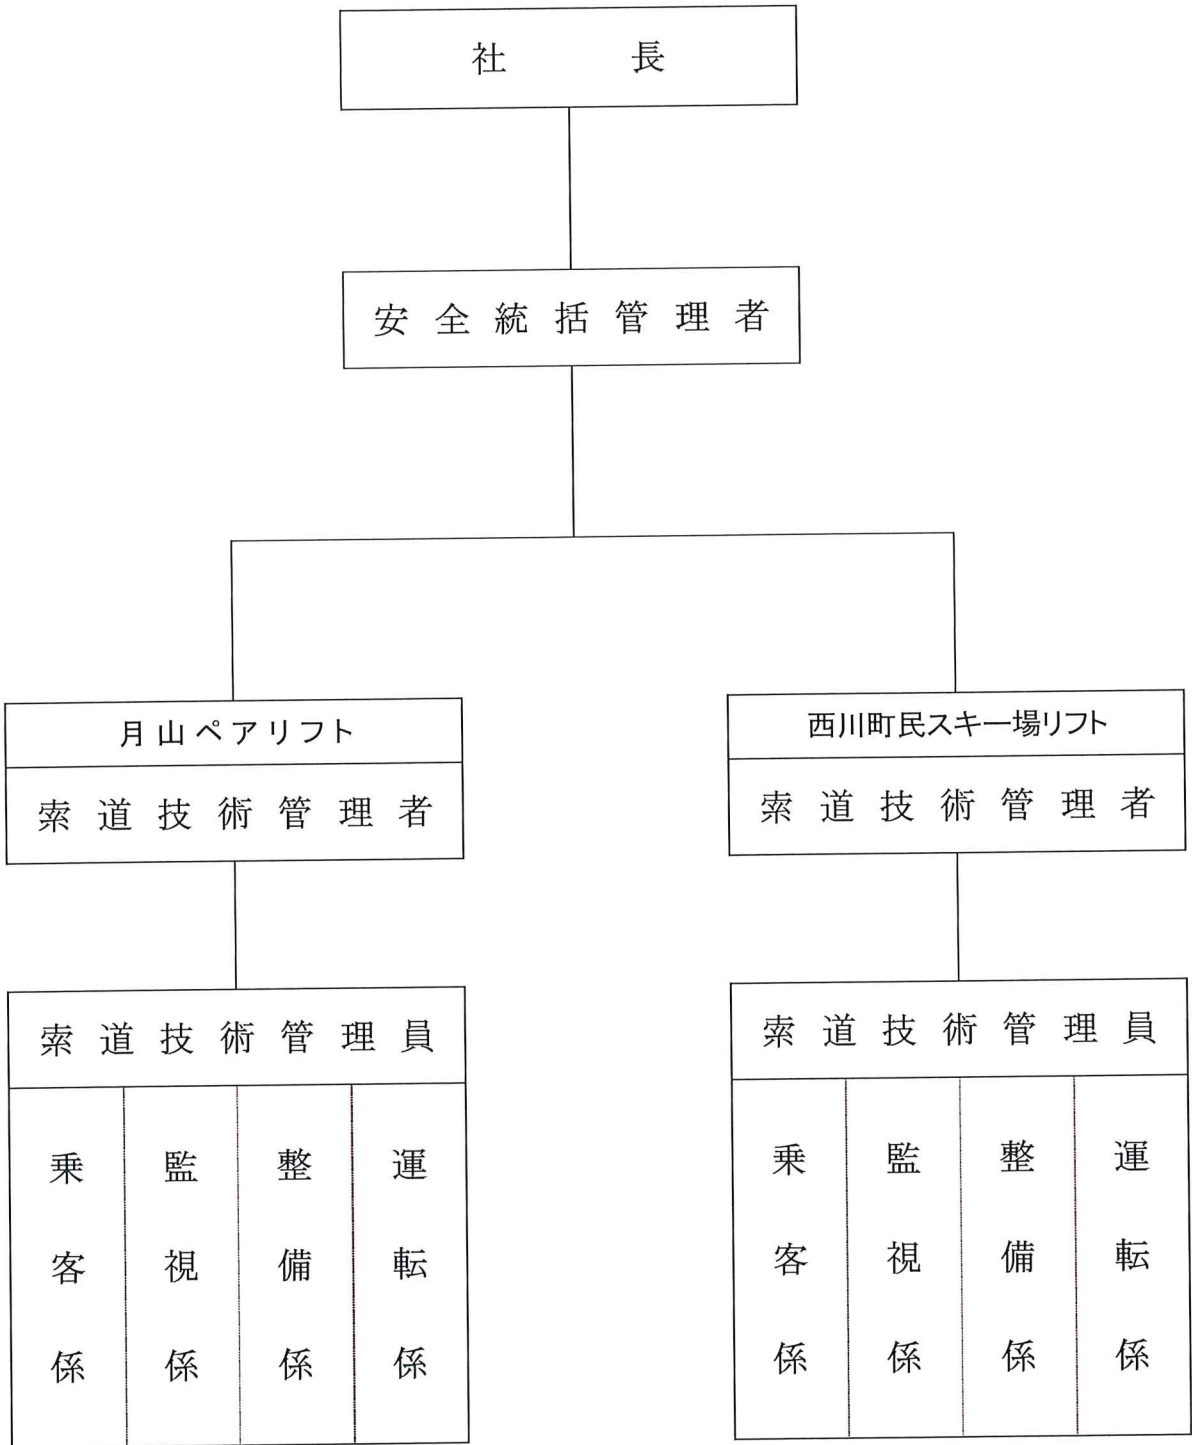 社長
安全統括管理者
月山ペアリフト
索道技術管理者
索道技術管理員
乗客係
監視係
整備係
運転係
西川町民スキー場リフト
索道技術管理者
索道技術管理員
乗客係
監視係
整備係
運転係